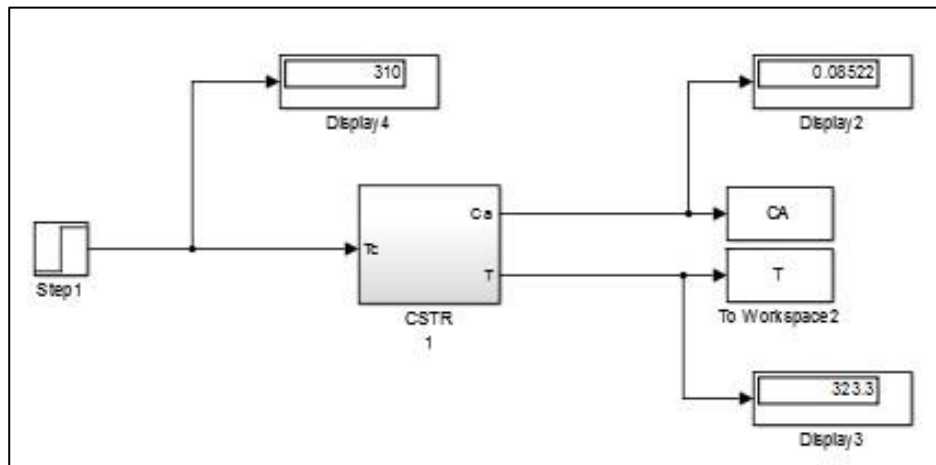 310
Display4
0.08522
Display2
Step1
Tc
Ca
T
CSTR
1
CA
T
To Workspace2
323.3
Display3